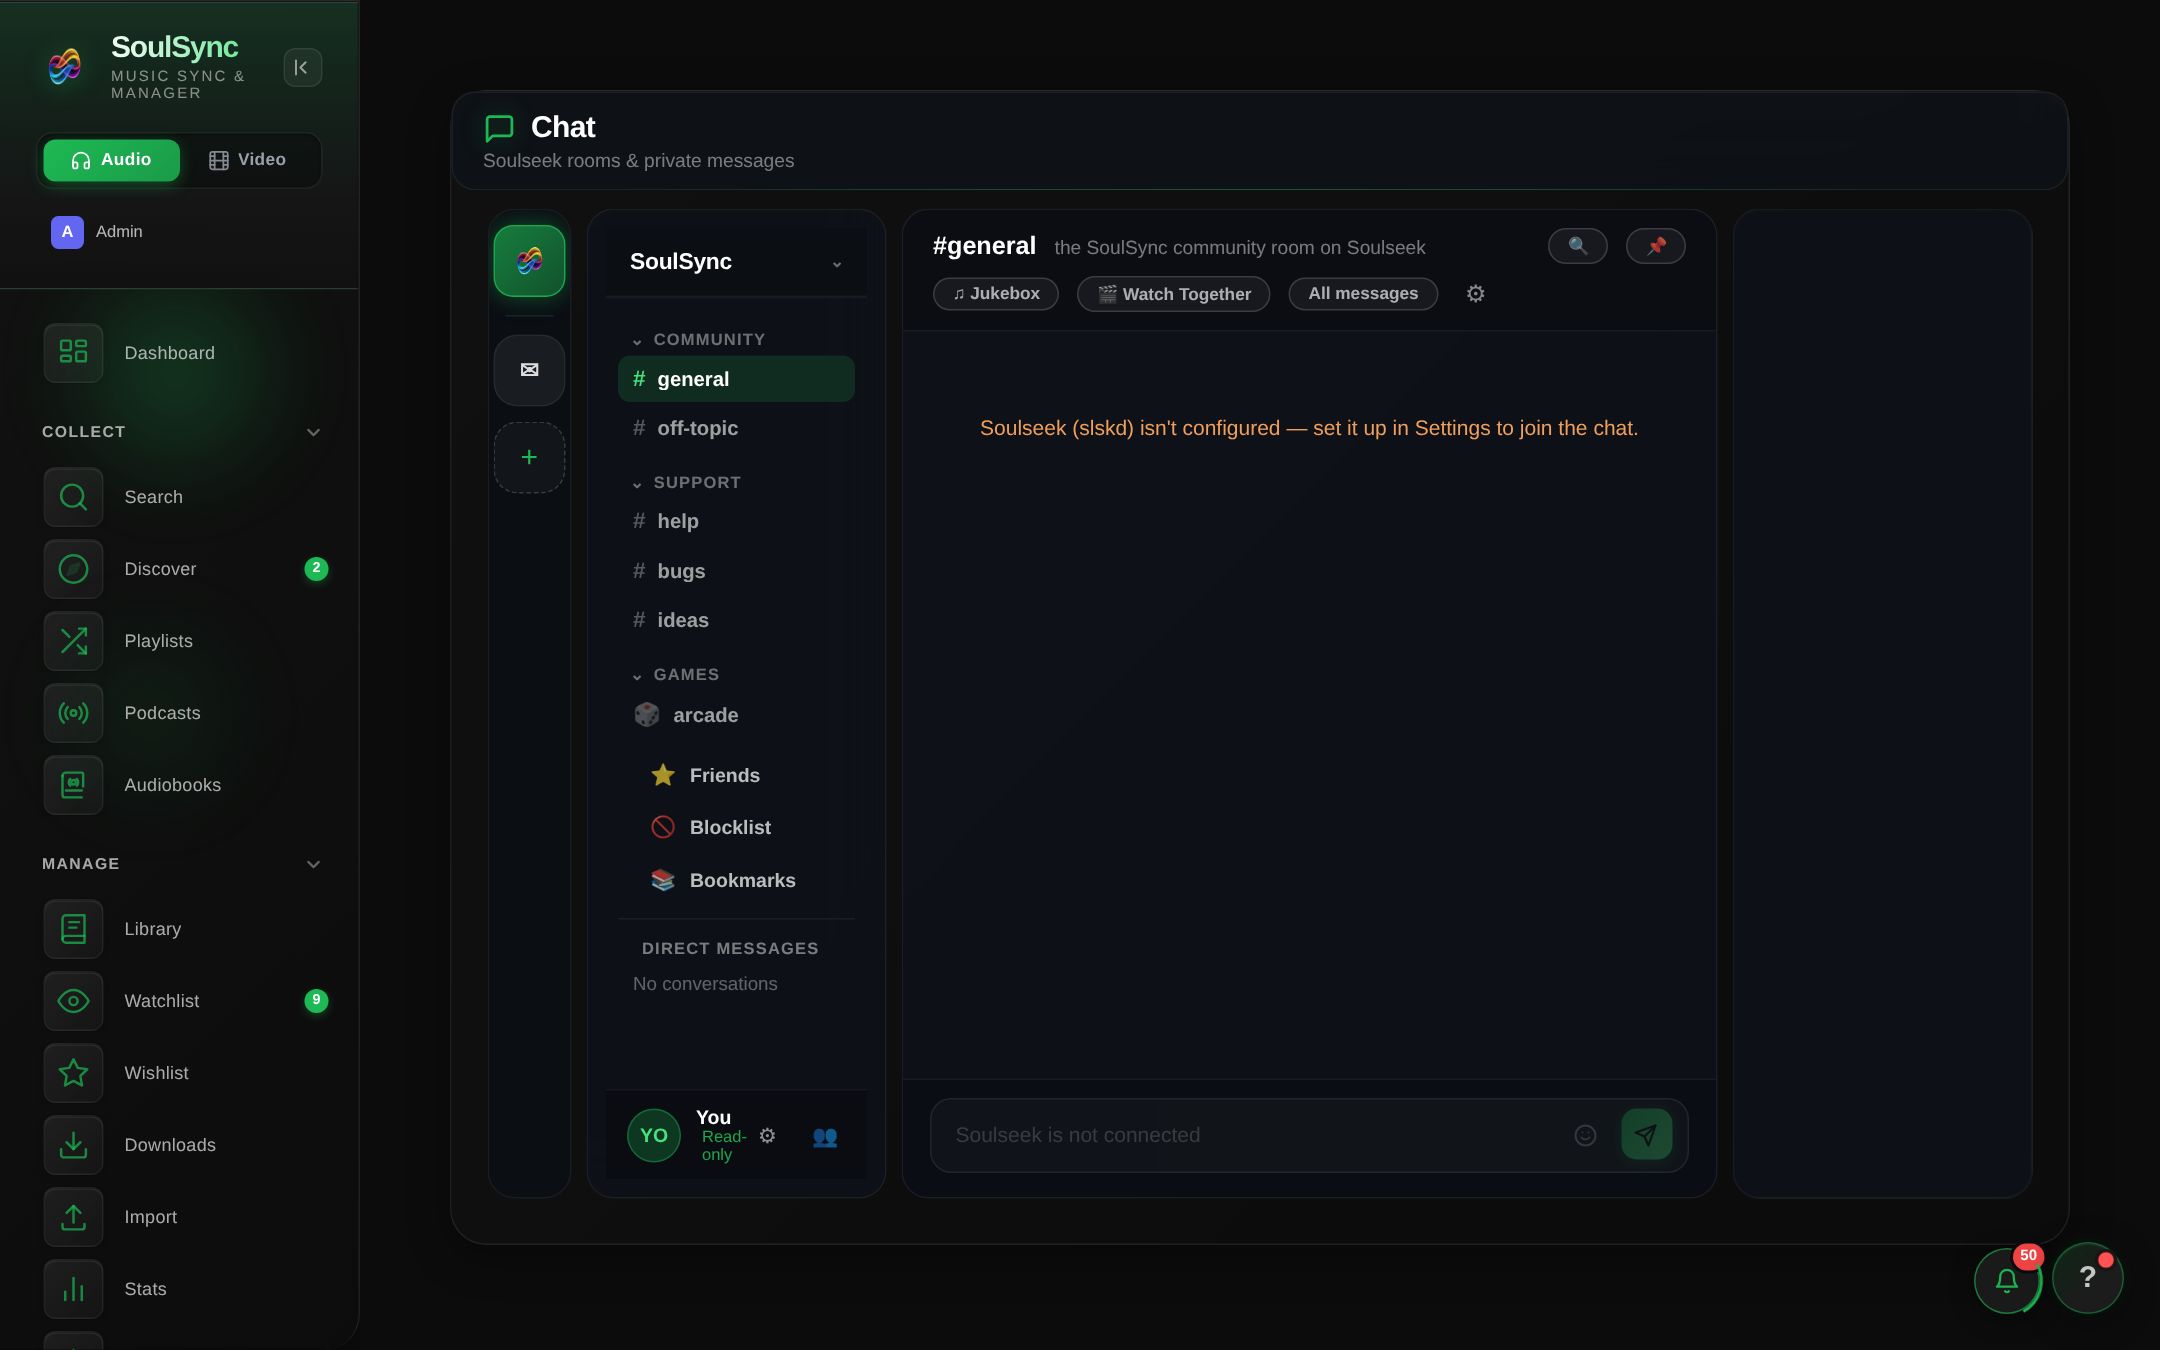 SoulSync
MUSIC SYNC &
MANAGER
Audio
Video
A
Admin
Dashboard
COLLECT
Search
Discover
2
Playlists
Podcasts
Audiobooks
MANAGE
Library
Watchlist
9
Wishlist
Downloads
Import
Stats
Chat
Soulseek rooms & private messages
+
SoulSync
COMMUNITY
# general
# off-topic
SUPPORT
# help
# bugs
# ideas
GAMES
arcade
Friends
Blocklist
Bookmarks
DIRECT MESSAGES
No conversations
YO
You
Read-
only
#general the SoulSync community room on Soulseek
♫ Jukebox
Watch Together
All messages
Soulseek (slskd) isn't configured — set it up in Settings to join the chat.
Soulseek is not connected
50
?